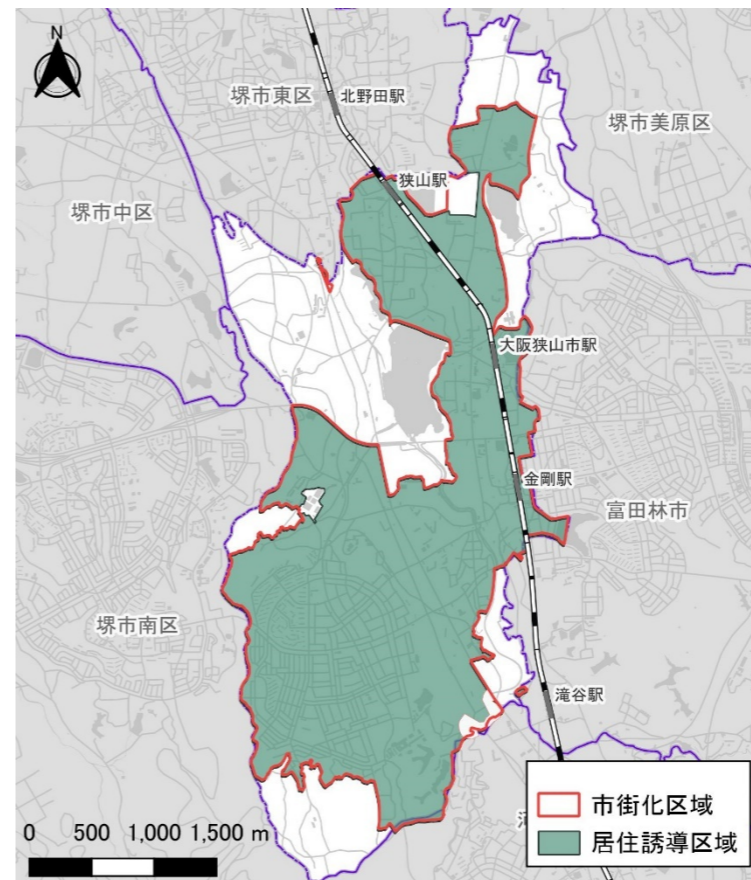 N
堺市東区
北野田駅
堺市美原区
狭山駅
堺市中区
大阪狭山市駅
金剛駅
富田林市
堺市南区
滝谷駅
市街化区域
居住誘導区域
0 500 1,000 1,500 m